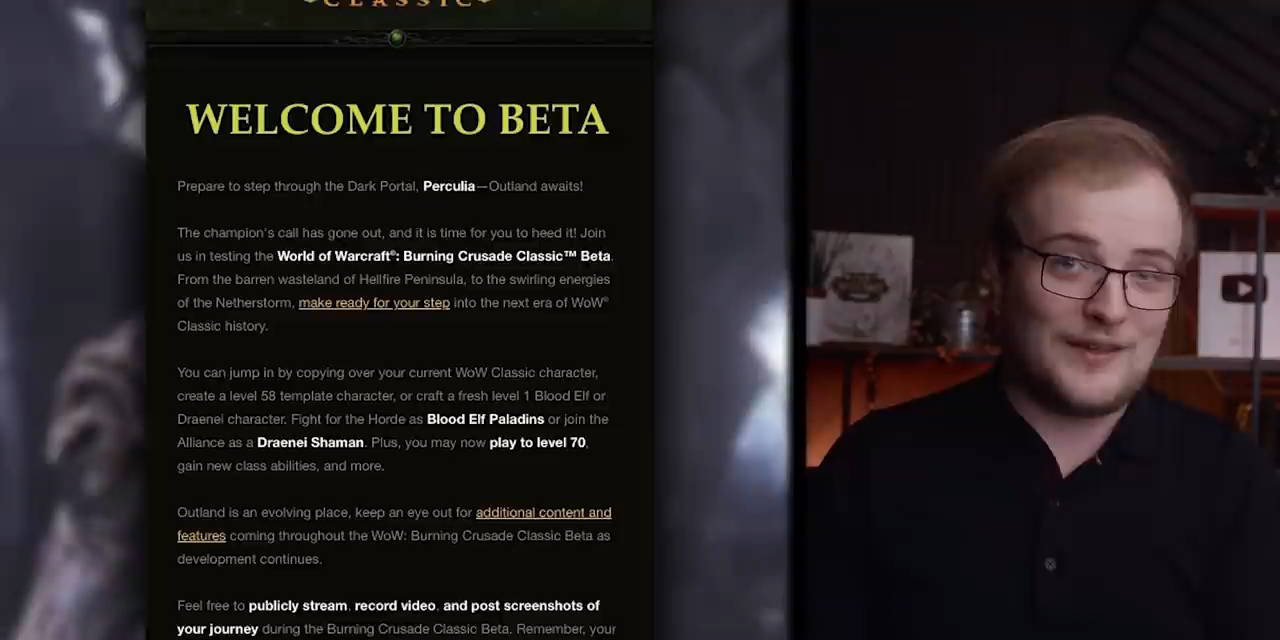 CLASSIC
WELCOME TO BETA
Prepare to step through the Dark Portal, Perculia—Outland awaits!
The champion's call has gone out, and it is time for you to heed it! Join
us in testing the World of Warcraft®: Burning Crusade Classic™ Beta.
From the barren wasteland of Hellfire Peninsula, to the swirling energies
of the Netherstorm, make ready for your step into the next era of WoW®
Classic history.
You can jump in by copying over your current WoW Classic character,
create a level 58 template character, or craft a fresh level 1 Blood Elf or
Draenei character. Fight for the Horde as Blood Elf Paladins or join the
Alliance as a Draenei Shaman. Plus, you may now play to level 70,
gain new class abilities, and more.
Outland is an evolving place, keep an eye out for additional content and
features coming throughout the WoW: Burning Crusade Classic Beta as
development continues.
Feel free to publicly stream, record video, and post screenshots of
your journey during the Burning Crusade Classic Beta. Remember, your